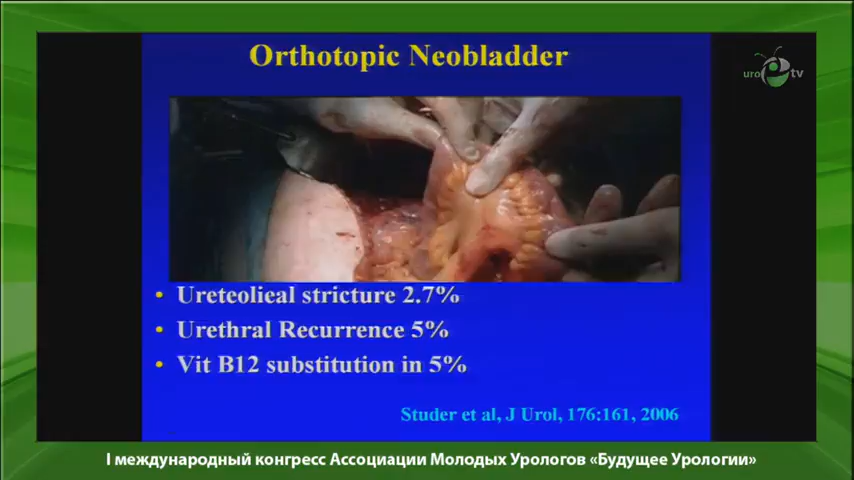 Orthotopic Neobladder
uro tv
• Ureteolieal stricture 2.7%
• Urethral Recurrence 5%
• Vit B12 substitution in 5%
Studer et al, J Urol, 176:161, 2006
I международный конгресс Ассоциации Молодых Урологов «Будущее Урологии»